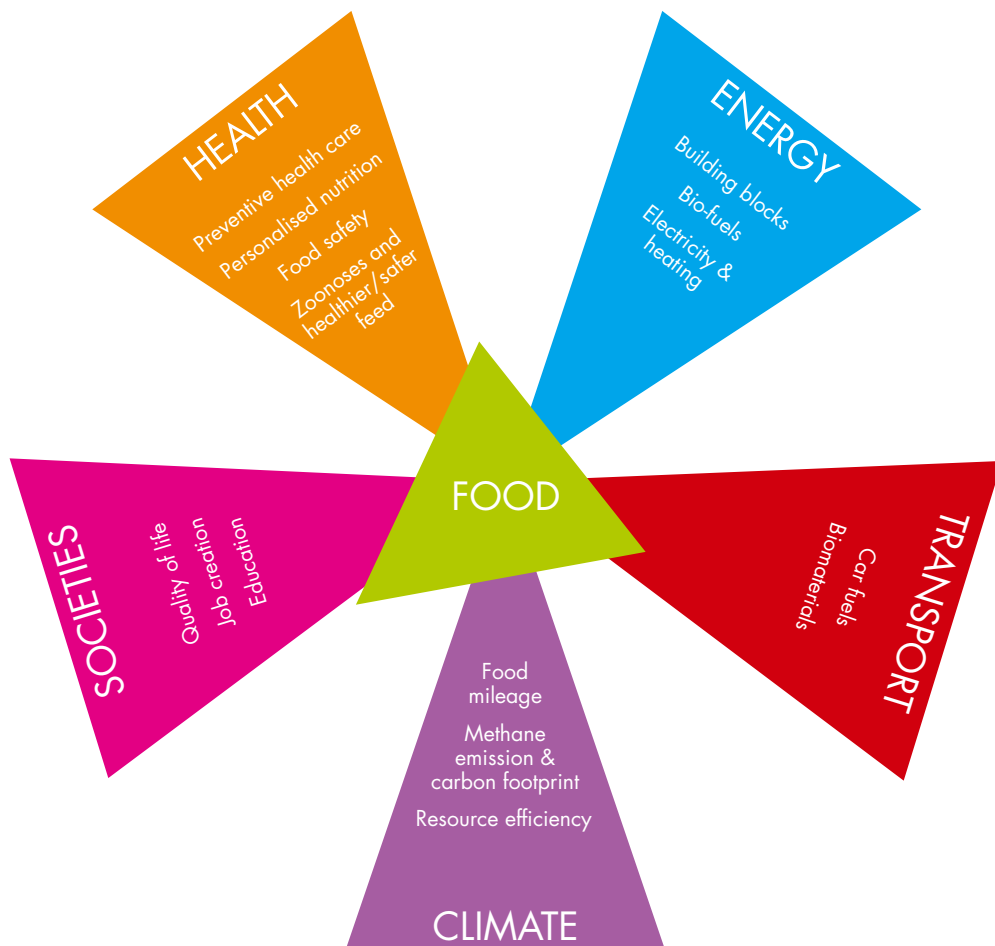 HEALTH
Preventive health care
Personalised nutrition
Food safety
Zoonoses and
healthier/safer
feed
ENERGY
Building blocks
Bio-fuels
Electricity &
heating
FOOD
SOCIETIES
Quality of life
Job creation
Education
TRANSPORT
Car fuels
Biomaterials
Food
mileage
Methane
emission &
carbon footprint
Resource efficiency
CLIMATE